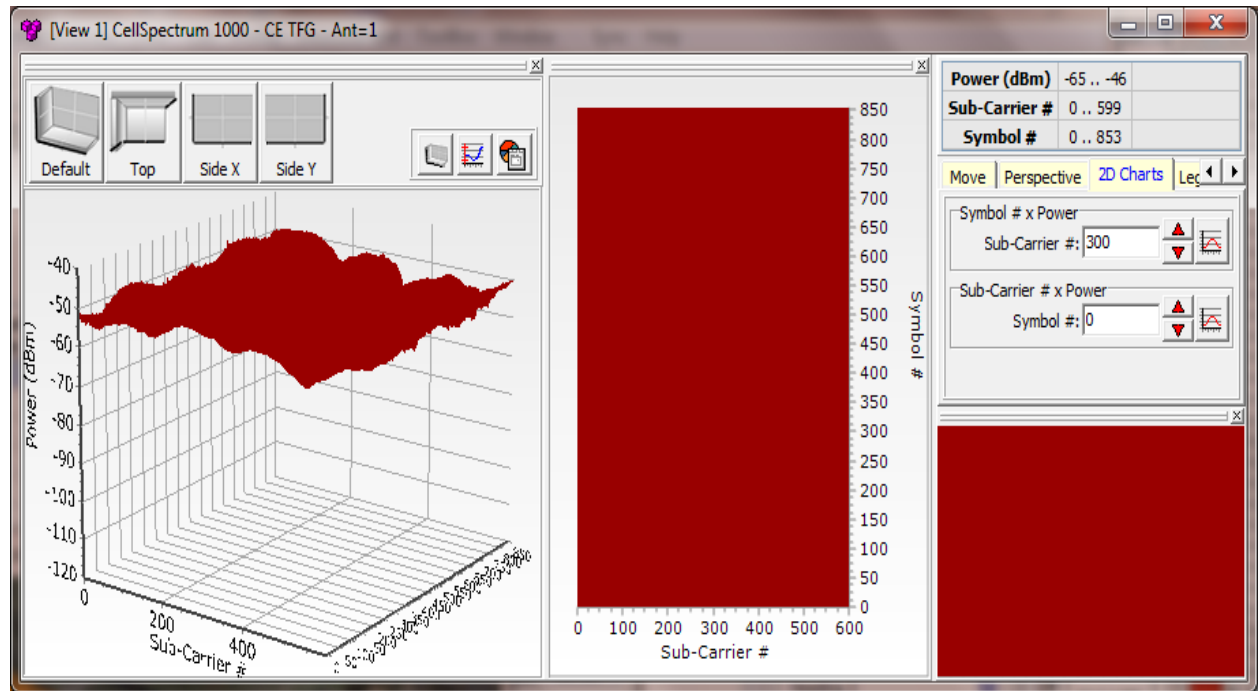 [View 1] CellSpectrum 1000 - CE TFG - Ant=1
Default Top Side X Side Y
-40
-50
-60
-70
-80
-90
-100
-110
-120
Power (dBm)
0 200 400
Sub-Carrier #
850
800
750
700
650
600
550
500
450
400
350
300
250
200
150
100
50
0
Symbol #
0 100 200 300 400 500 600
Sub-Carrier #
Power (dBm) -65 .. -46
Sub-Carrier # 0 .. 599
Symbol # 0 .. 853
Move Perspective 2D Charts Leg
Symbol # x Power
Sub-Carrier #: 300
Sub-Carrier # x Power
Symbol #: 0